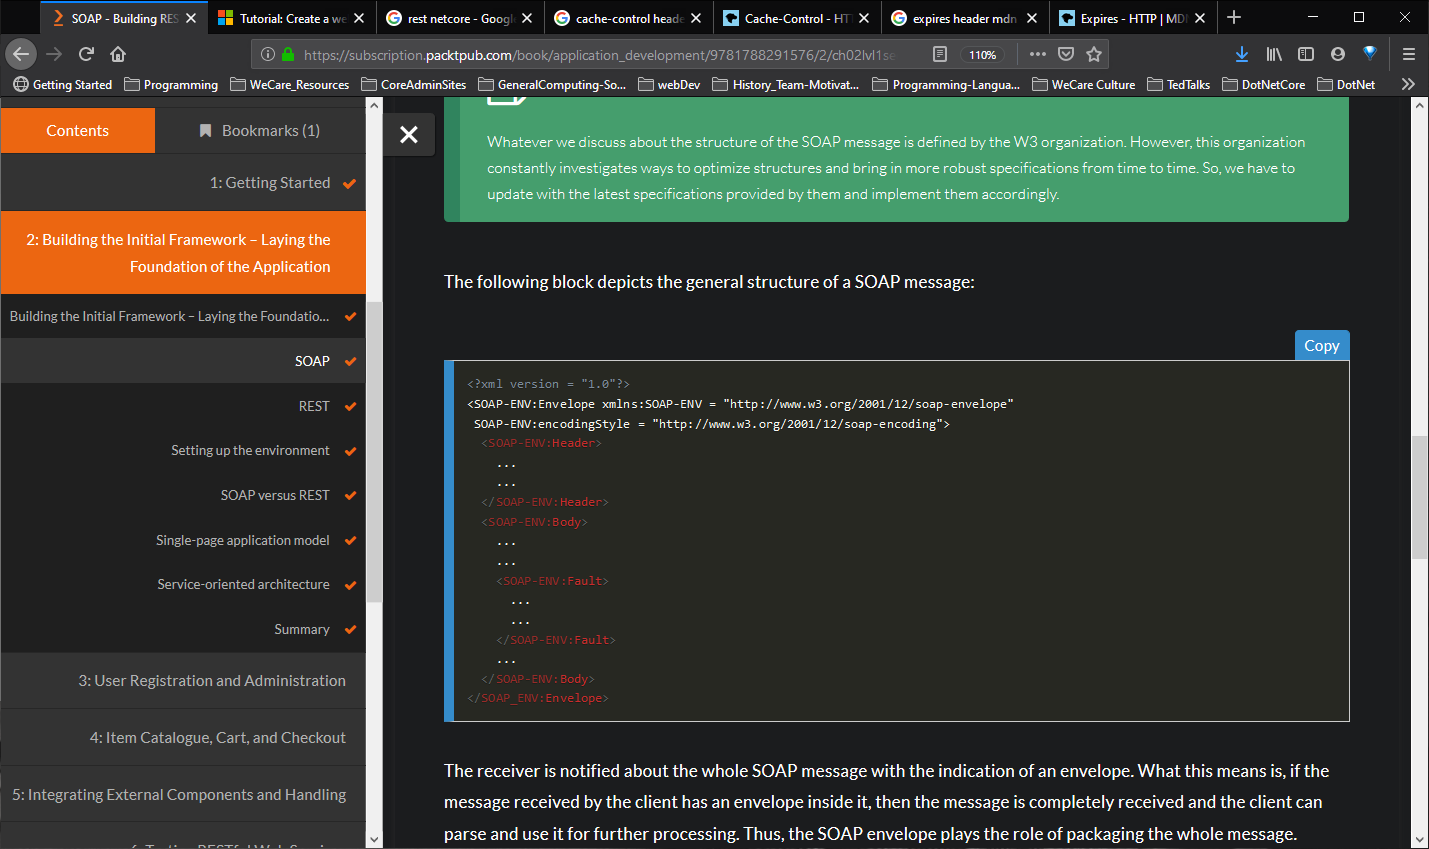 SOAP - Building RES
Tutorial: Create a we
rest netcore - Google
cache-control heade
Cache-Control - HT
expires header mdn
Expires - HTTP | MDN
https://subscription.packtpub.com/book/application_development/9781788291576/2/ch02lvl1se
110%
Getting Started
Programming
WeCare_Resources
CoreAdminSites
GeneralComputing-So...
webDev
History_Team-Motivat...
Programming-Langua...
WeCare Culture
TedTalks
DotNetCore
DotNet
Contents
Bookmarks (1)
1: Getting Started
2: Building the Initial Framework – Laying the
Foundation of the Application
Building the Initial Framework – Laying the Foundatio...
SOAP
REST
Setting up the environment
SOAP versus REST
Single-page application model
Service-oriented architecture
Summary
3: User Registration and Administration
4: Item Catalogue, Cart, and Checkout
5: Integrating External Components and Handling
Whatever we discuss about the structure of the SOAP message is defined by the W3 organization. However, this organization
constantly investigates ways to optimize structures and bring in more robust specifications from time to time. So, we have to
update with the latest specifications provided by them and implement them accordingly.
The following block depicts the general structure of a SOAP message:
Copy
<?xml version = "1.0"?>
<SOAP-ENV:Envelope xmlns:SOAP-ENV = "http://www.w3.org/2001/12/soap-envelope"
SOAP-ENV:encodingStyle = "http://www.w3.org/2001/12/soap-encoding">
<SOAP-ENV:Header>
...
...
</SOAP-ENV:Header>
<SOAP-ENV:Body>
...
...
<SOAP-ENV:Fault>
...
...
</SOAP-ENV:Fault>
...
</SOAP-ENV:Body>
</SOAP_ENV:Envelope>
The receiver is notified about the whole SOAP message with the indication of an envelope. What this means is, if the
message received by the client has an envelope inside it, then the message is completely received and the client can
parse and use it for further processing. Thus, the SOAP envelope plays the role of packaging the whole message.